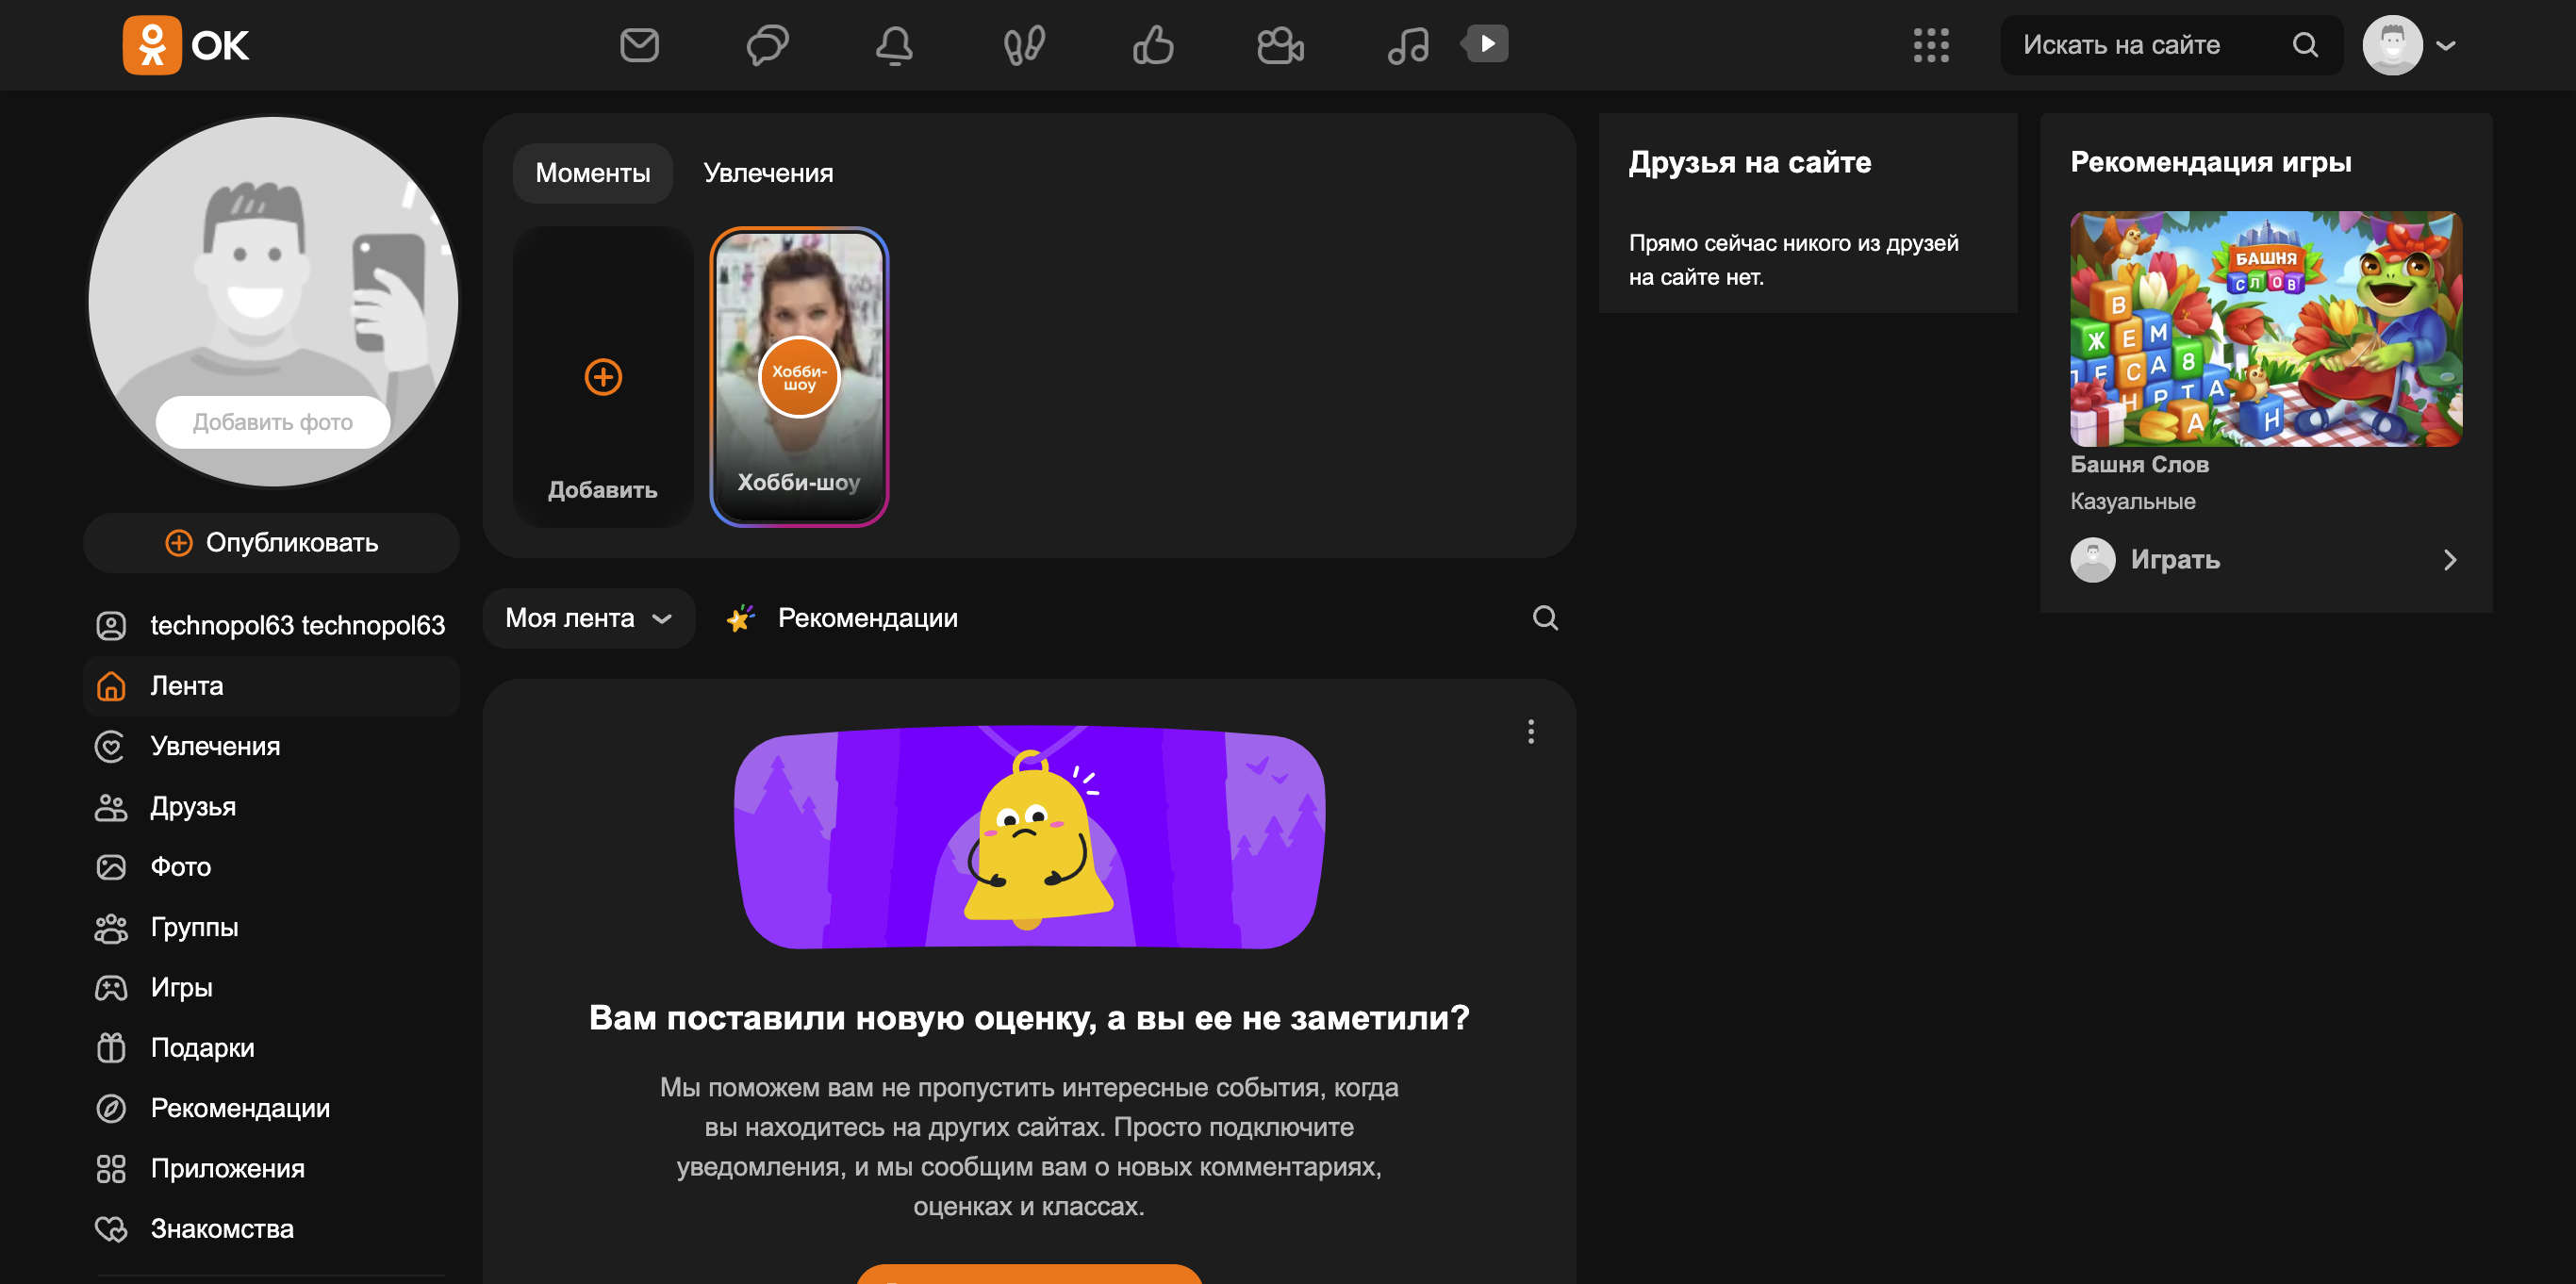 ОК
Искать на сайте
Добавить фото
Опубликовать
technopol63 technopol63
Лента
Увлечения
Друзья
Фото
Группы
Игры
Подарки
Рекомендации
Приложения
Знакомства
Моменты
Увлечения
Добавить
Хобби-
шоу
Хобби-шоу
Моя лента
Рекомендации
Вам поставили новую оценку, а вы ее не заметили?
Мы поможем вам не пропустить интересные события, когда
вы находитесь на других сайтах. Просто подключите
уведомления, и мы сообщим вам о новых комментариях,
оценках и классах.
Друзья на сайте
Прямо сейчас никого из друзей
на сайте нет.
Рекомендация игры
БАШНЯ
СЛОВ
Башня Слов
Казуальные
Играть